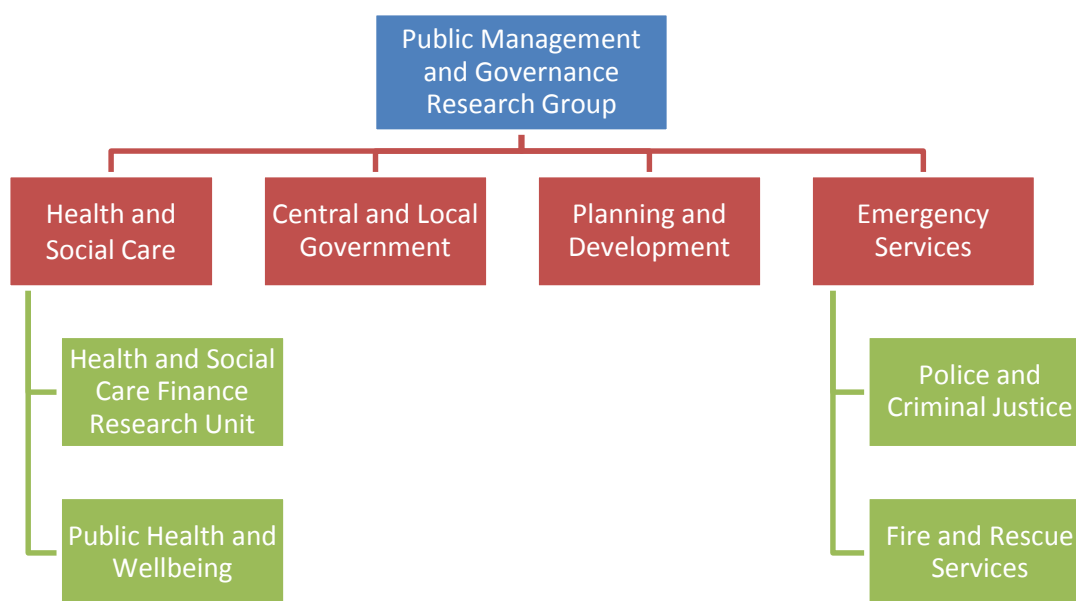 Public Management
and Governance
Research Group
Health and
Social Care
Central and Local
Government
Planning and
Development
Emergency
Services
Health and Social
Care Finance
Research Unit
Police and
Criminal Justice
Public Health and
Wellbeing
Fire and Rescue
Services